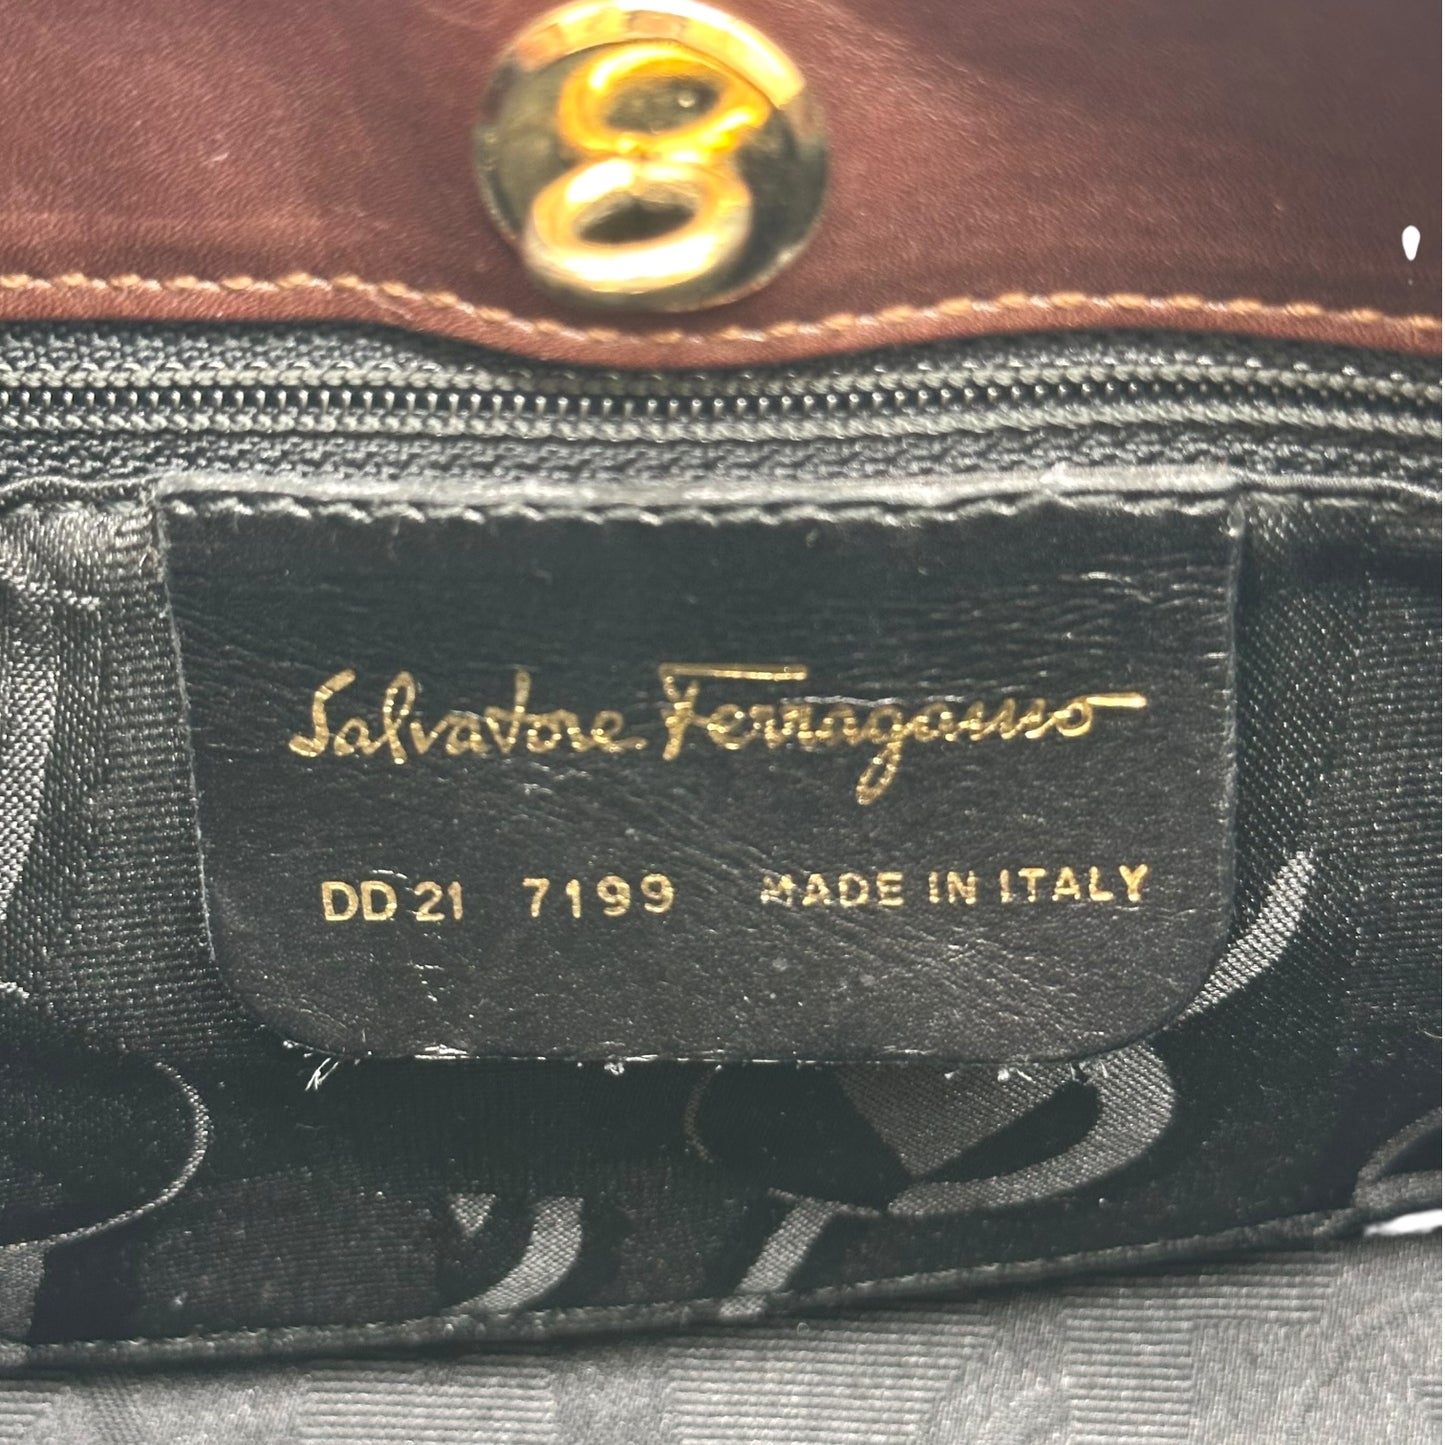 Salvatore Ferragamo
DD 21 7199 MADE IN ITALY